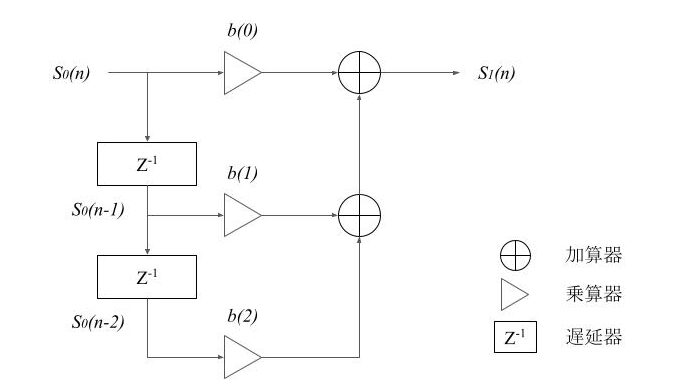 b(0)
S0(n)
S1(n)
Z-1
b(1)
S0(n-1)
Z-1
加算器
乗算器
b(2)
S0(n-2)
Z-1 遅延器